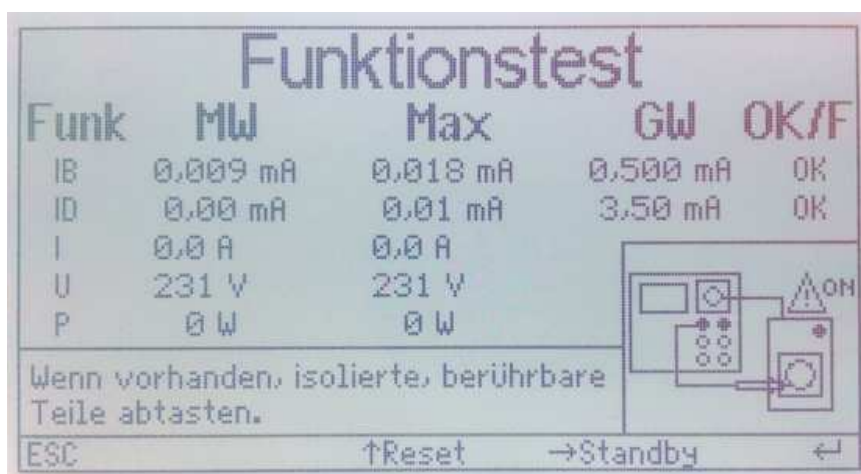 Funktionstest
Funk MW Max GW OK/F
IB 0,009 mA 0,018 mA 0,500 mA OK
ID 0,00 mA 0,01 mA 3,50 mA OK
I 0,0 A 0,0 A
U 231 V 231 V
P 0 W 0 W
ON
Wenn vorhanden, isolierte, berührbare
Teile abtasten.
ESC ↑Reset →Standby ↵